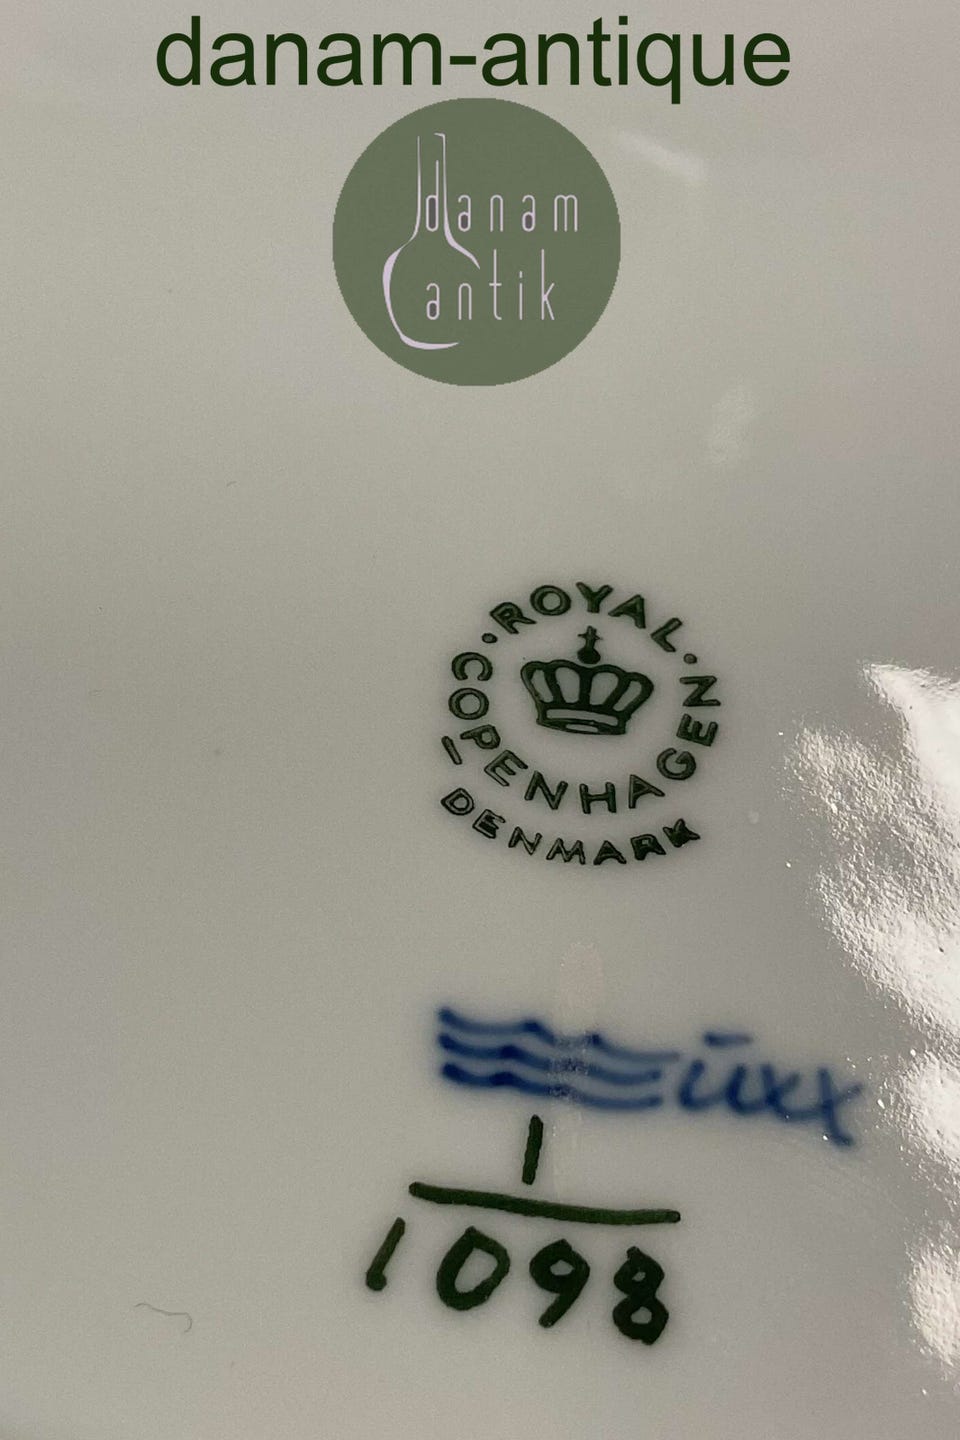 danam-antique
danam
antik
· ROYAL ·
COPENHAGEN
DENMARK
1
1098